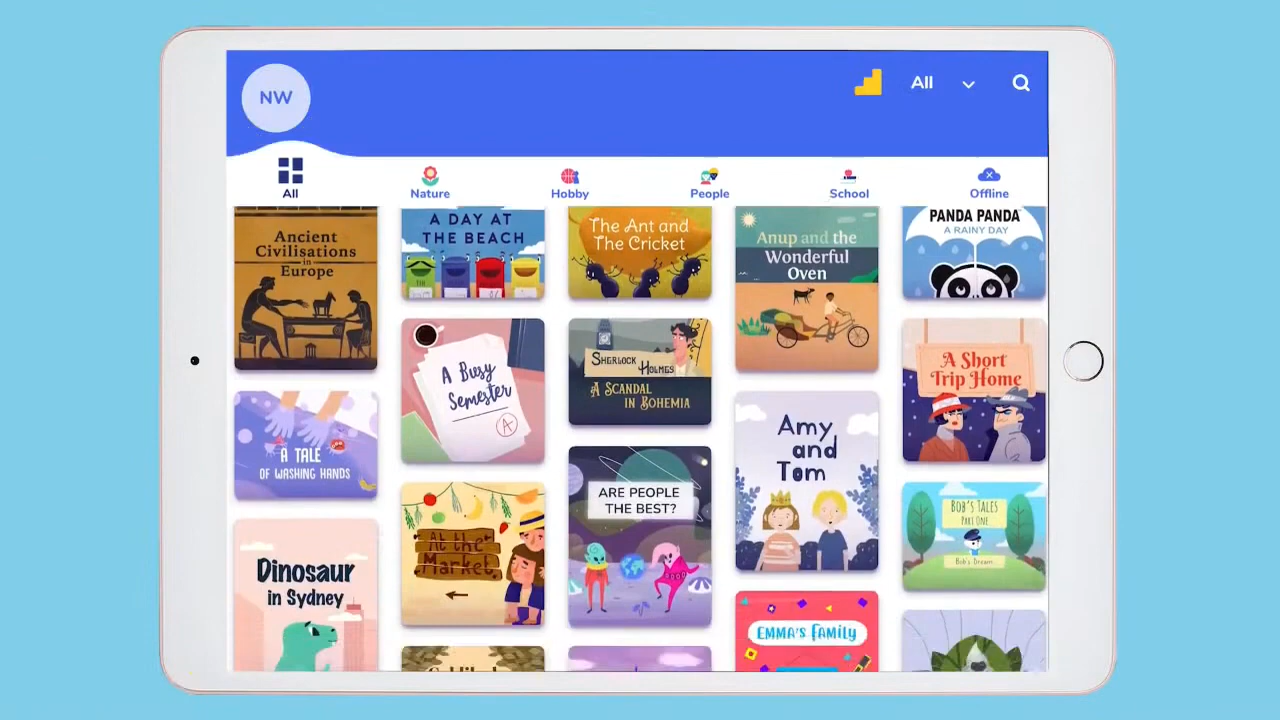 NW
All
All
Nature
Hobby
People
School
Offline
Ancient
Civilisations
in
Europe
A DAY AT
THE BEACH
The Ant and
The Cricket
Anup and the
Wonderful
Oven
PANDA PANDA
A RAINY DAY
A Busy
Semester
A
SHERLOCK HOLMES
A SCANDAL
IN BOHEMIA
A Short
Trip Home
A TALE
OF WASHING HANDS
Amy
and
Tom
ARE PEOPLE
THE BEST?
At the
Market
BOB'S TALES
PART ONE
Bob's Dream
Dinosaur
in Sydney
EMMA'S FAMILY